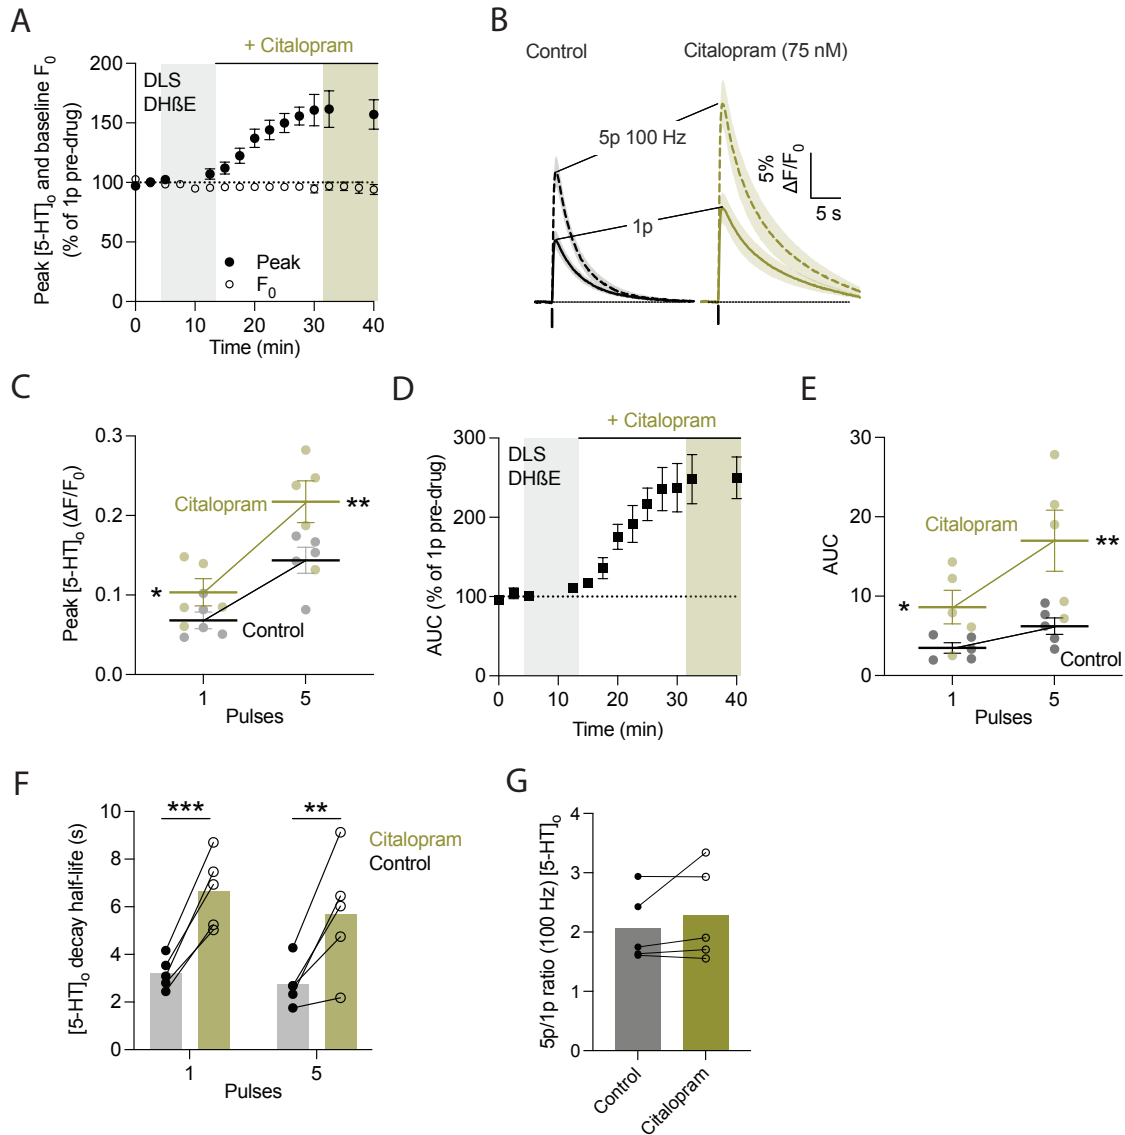 A
+ Citalopram
Peak [5-HT]o and baseline F0
(% of 1p pre-drug)
200
150
100
50
0
DLS
DHßE
Peak
F0
0 10 20 30 40
Time (min)
B
Control
Citalopram (75 nM)
5p 100 Hz
1p
5%
ΔF/F0
5 s
C
Peak [5-HT]o (ΔF/F0)
0.3
0.2
0.1
0.0
Citalopram
**
*
Control
1 5
Pulses
D
+ Citalopram
AUC (% of 1p pre-drug)
300
200
100
0
DLS
DHßE
0 10 20 30 40
Time (min)
E
AUC
30
20
10
0
Citalopram
**
*
Control
1 5
Pulses
F
[5-HT]o decay half-life (s)
10
8
6
4
2
0
*** **
Citalopram
Control
1 5
Pulses
G
5p/1p ratio (100 Hz) [5-HT]o
4
3
2
1
0
Control
Citalopram